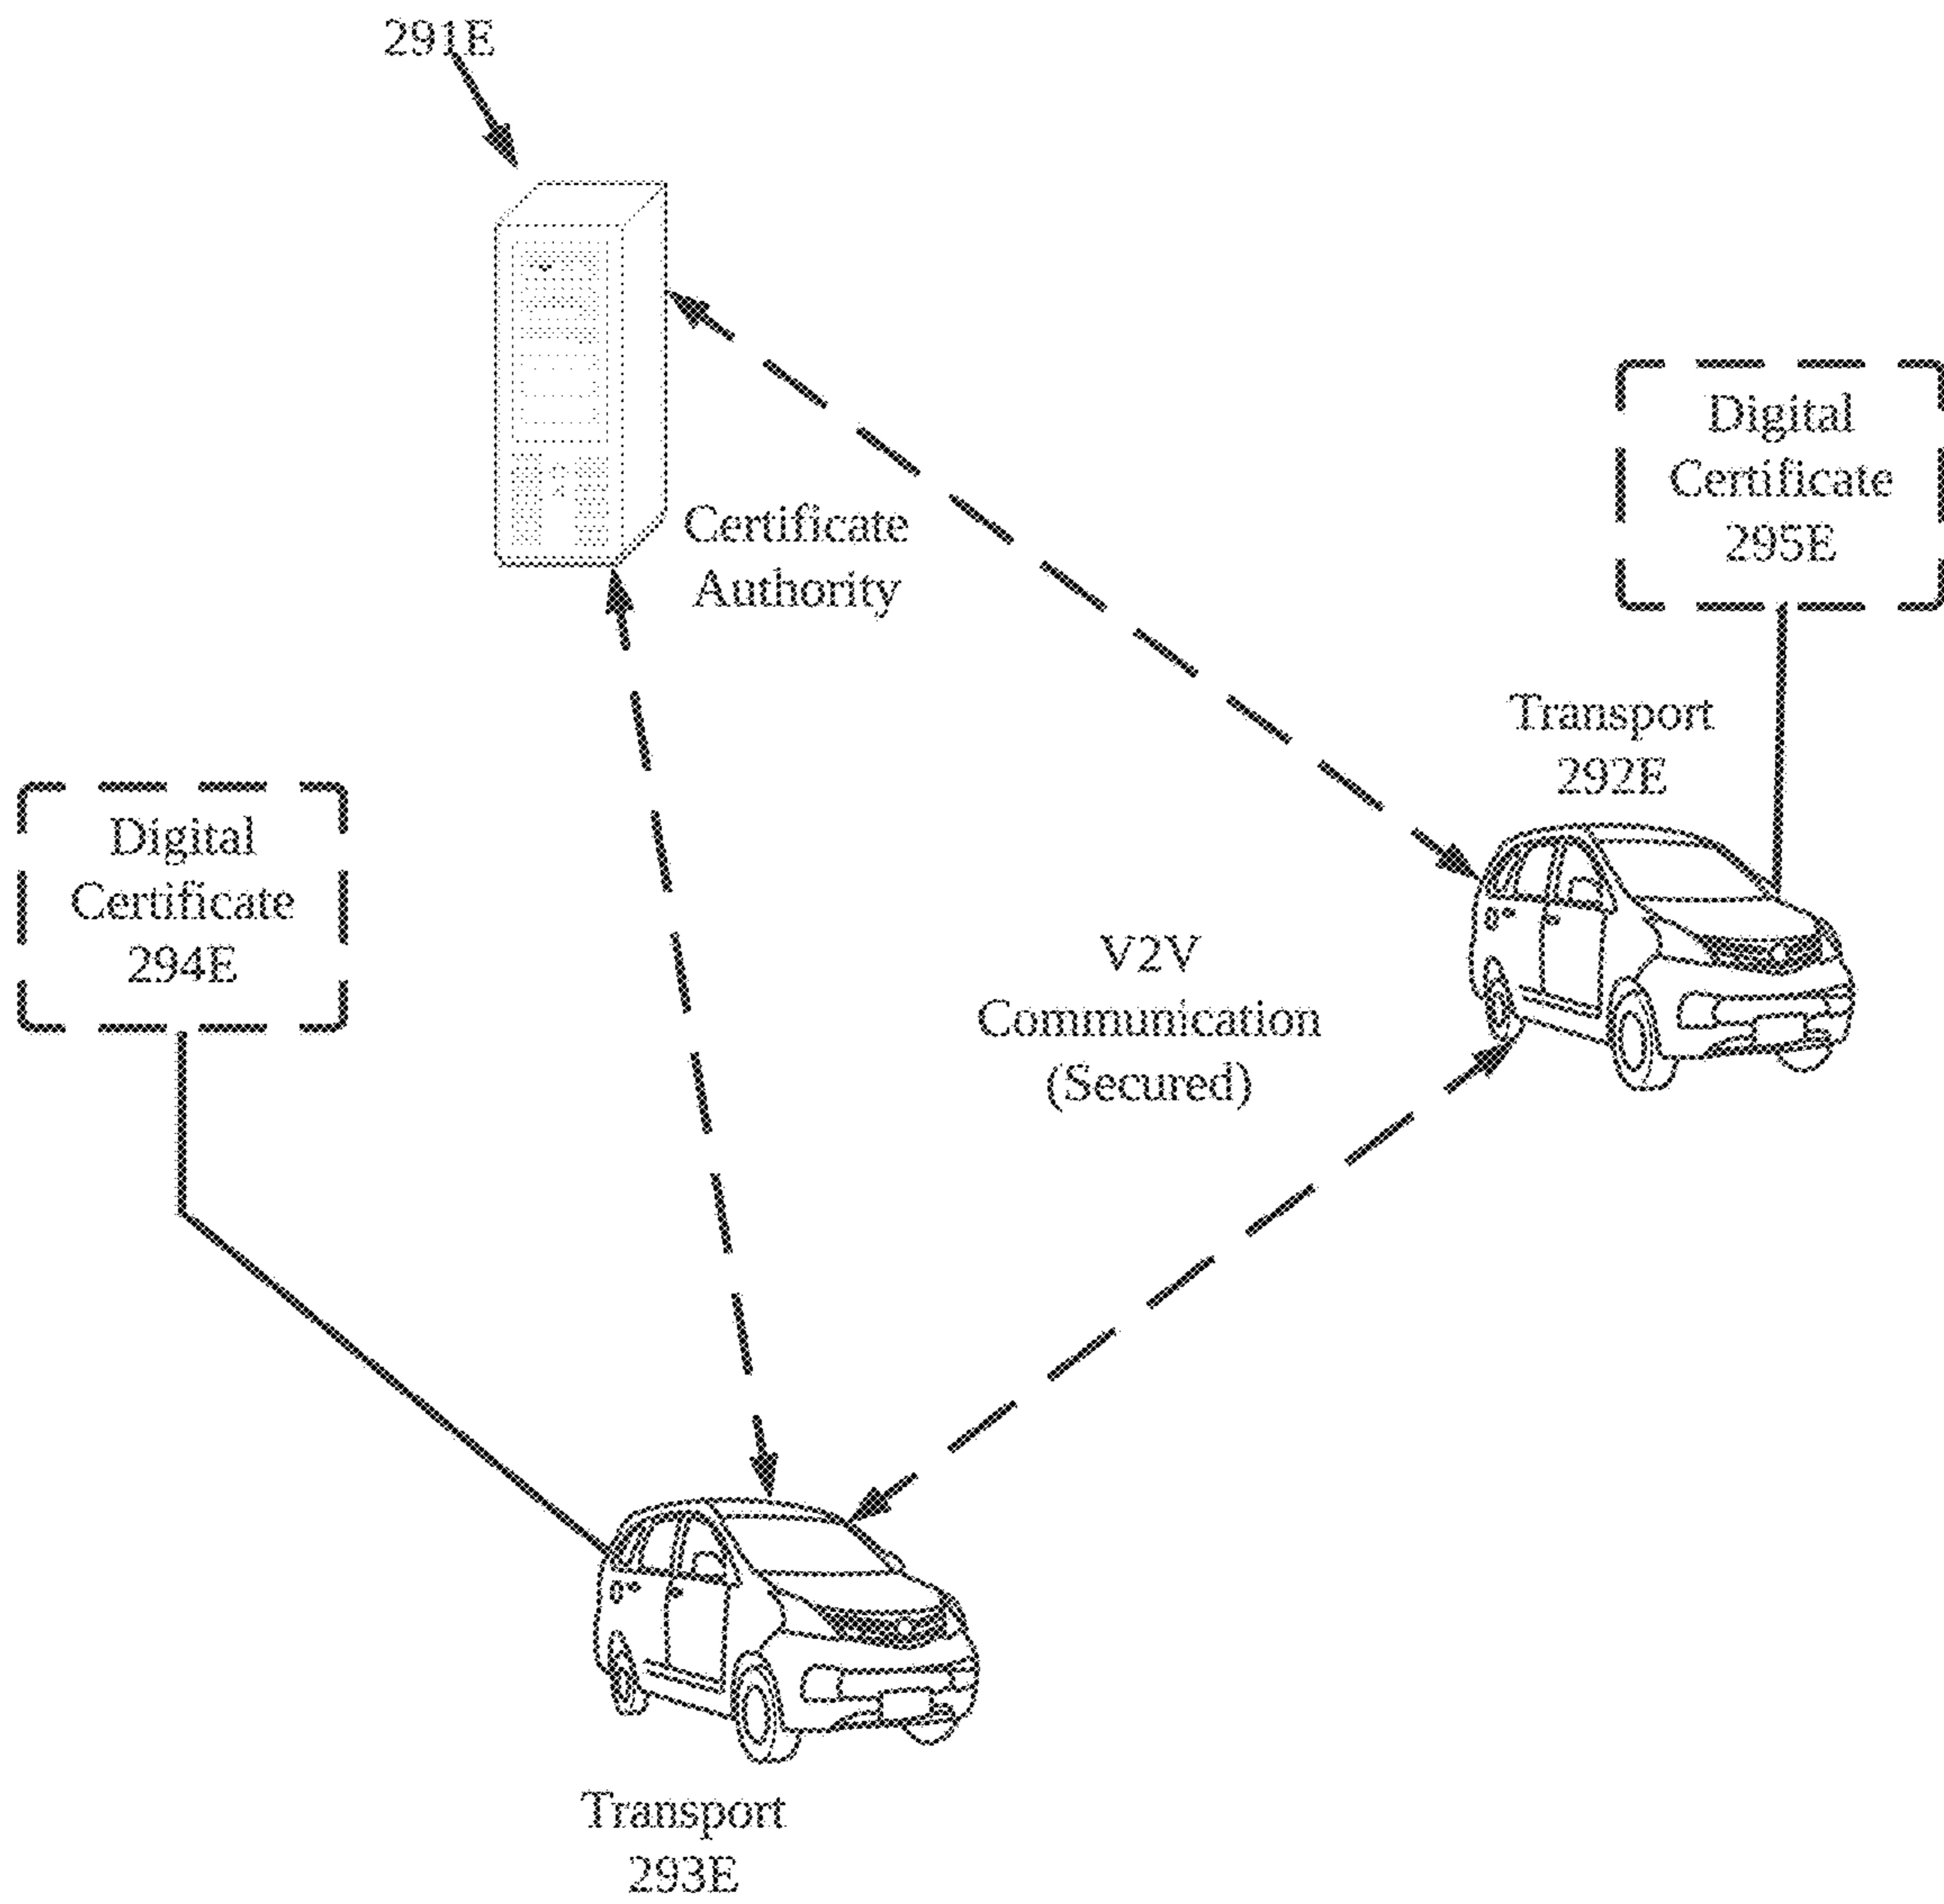 291E
Certificate
Authority
Digital
Certificate
295E
Transport
292E
Digital
Certificate
294E
V2V
Communication
(Secured)
Transport
293E